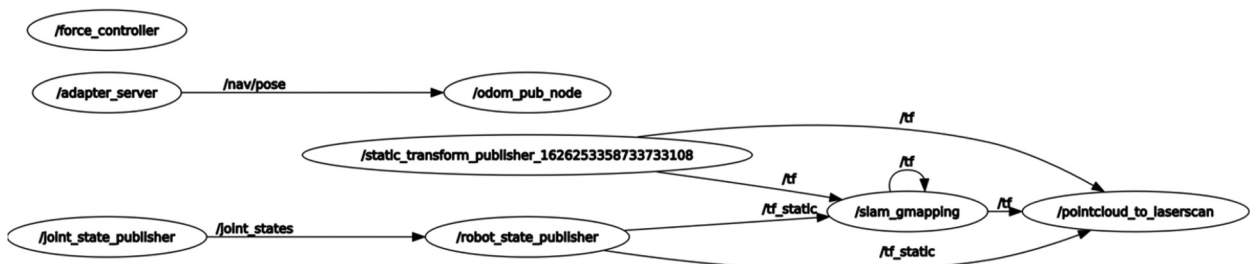 /force_controller
/adapter_server
/nav/pose
/odom_pub_node
/tf
/static_transform_publisher_1626253358733733108
/tf
/tf
/joint_state_publisher
/joint_states
/robot_state_publisher
/tf_static
/slam_gmapping
/tf
/pointcloud_to_laserscan
/tf_static